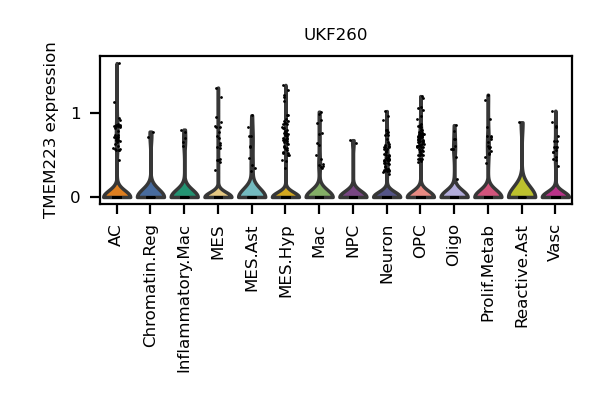 UKF260
TMEM223 expression
1
0
AC
Chromatin.Reg
Inflammatory.Mac
MES
MES.Ast
MES.Hyp
Mac
NPC
Neuron
OPC
Oligo
Prolif.Metab
Reactive.Ast
Vasc